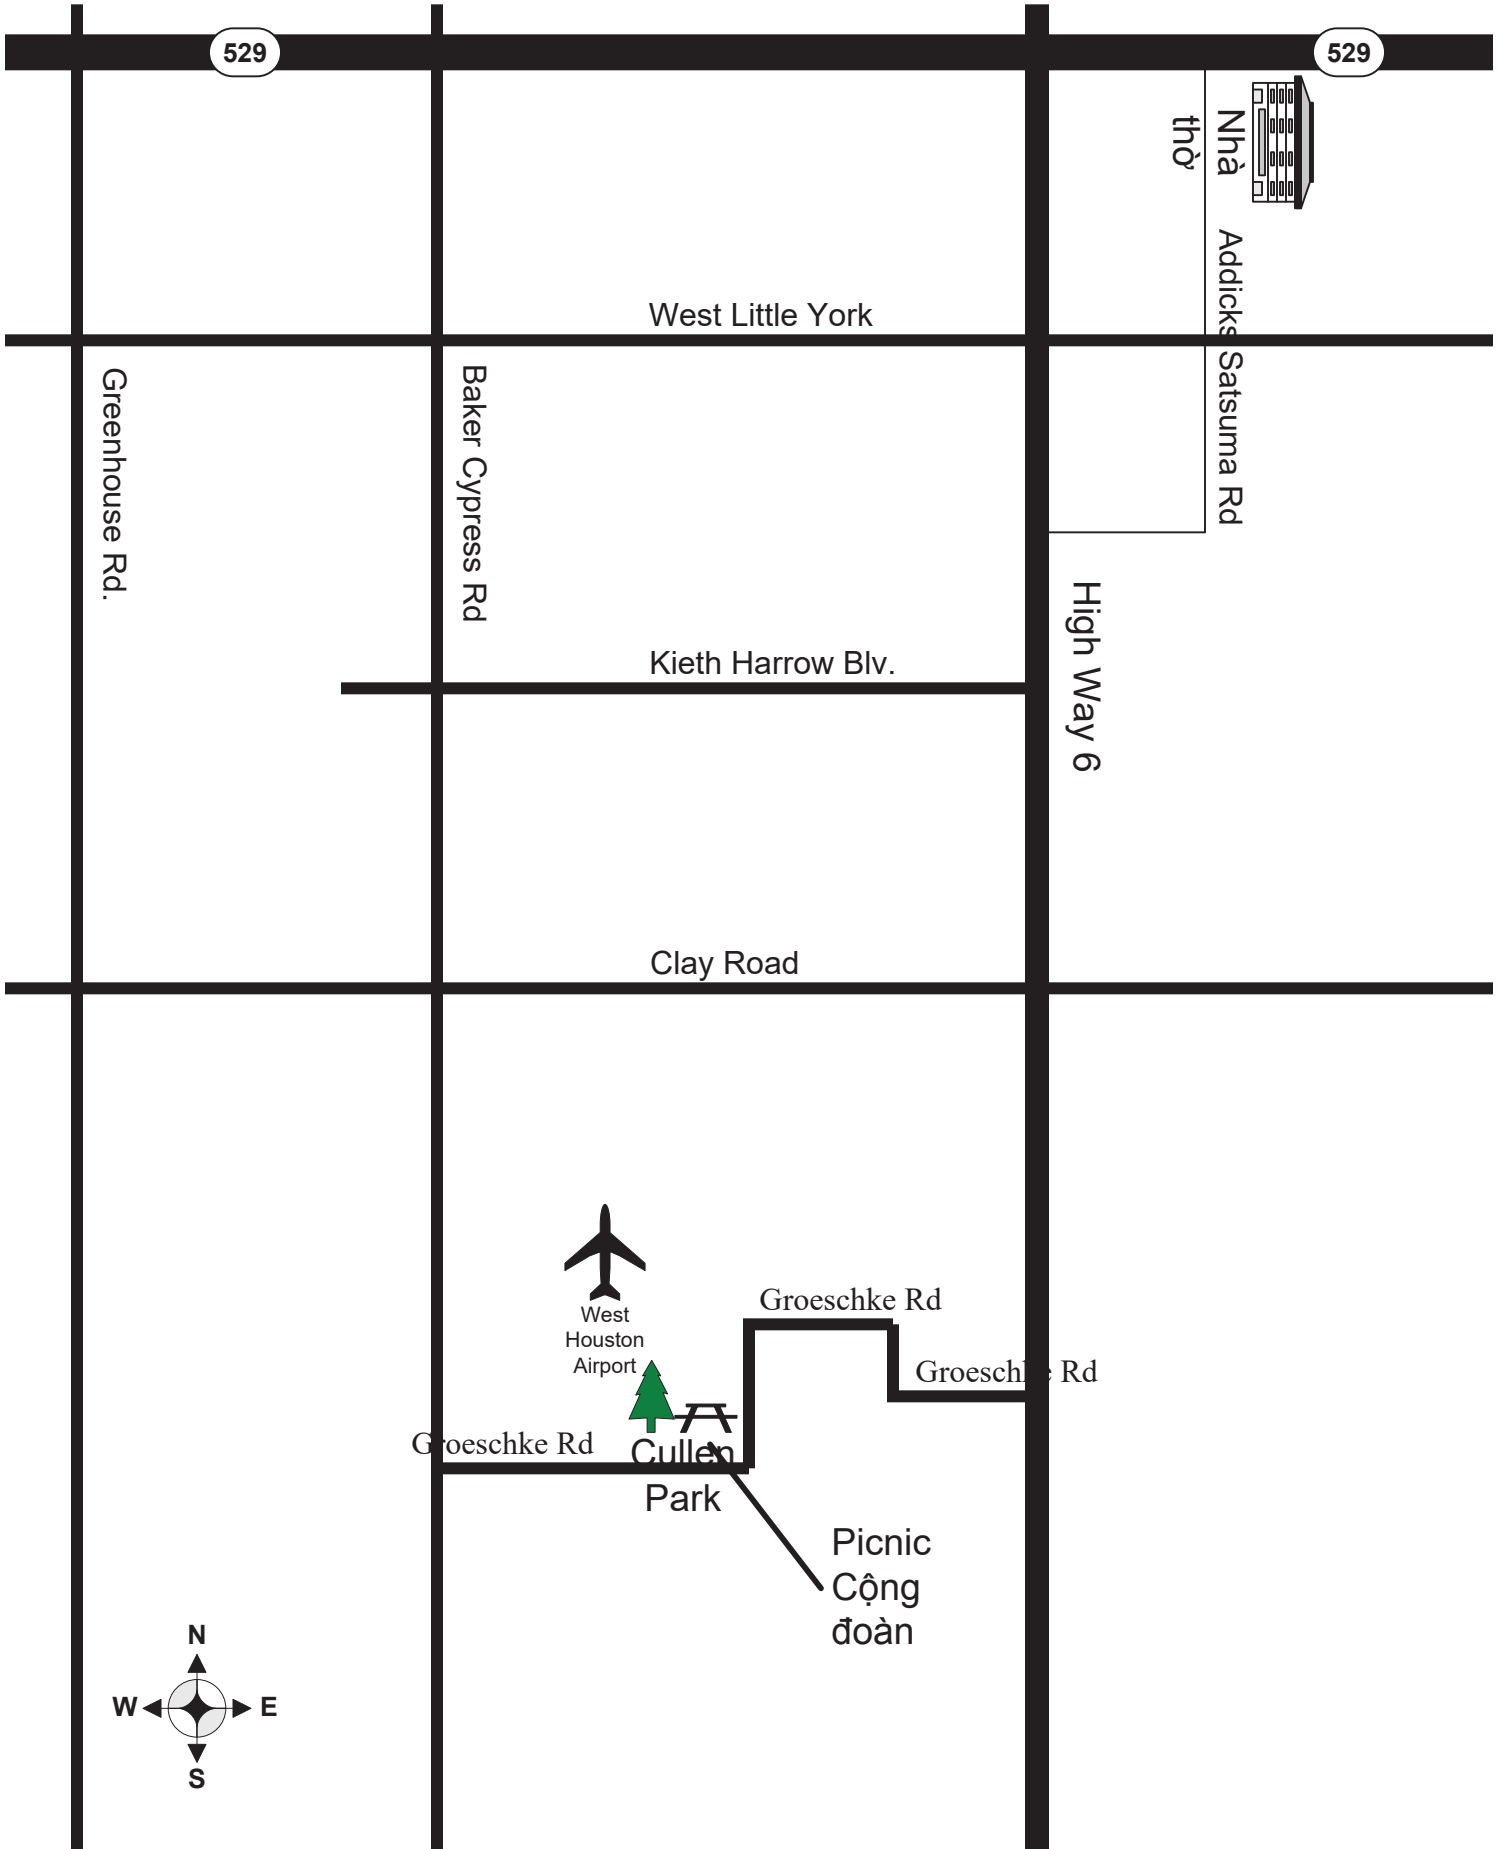 529
529
Nhà
thờ
Addicks Satsuma Rd
West Little York
Greenhouse Rd.
Baker Cypress Rd
High Way 6
Kieth Harrow Blv.
Clay Road
West
Houston
Airport
Groeschke Rd
Groeschke Rd
Groeschke Rd
Cullen
Park
Picnic
Cộng
đoàn
N
W
E
S